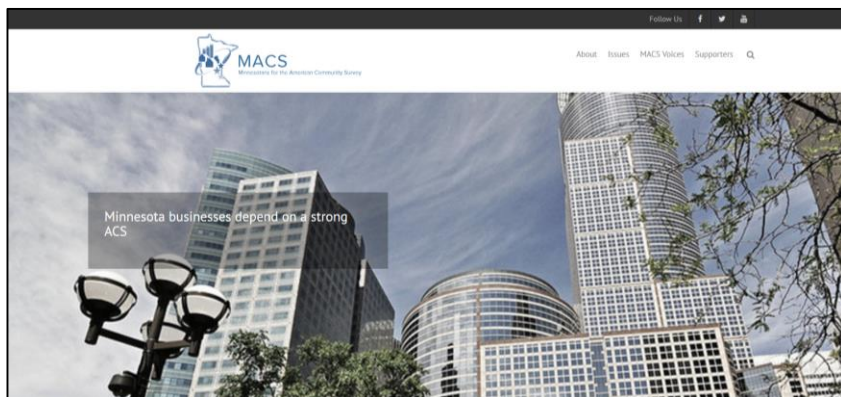 Follow Us
MACS
Minnesotans for the American Community Survey
About Issues MACS Voices Supporters
Minnesota businesses depend on a strong
ACS